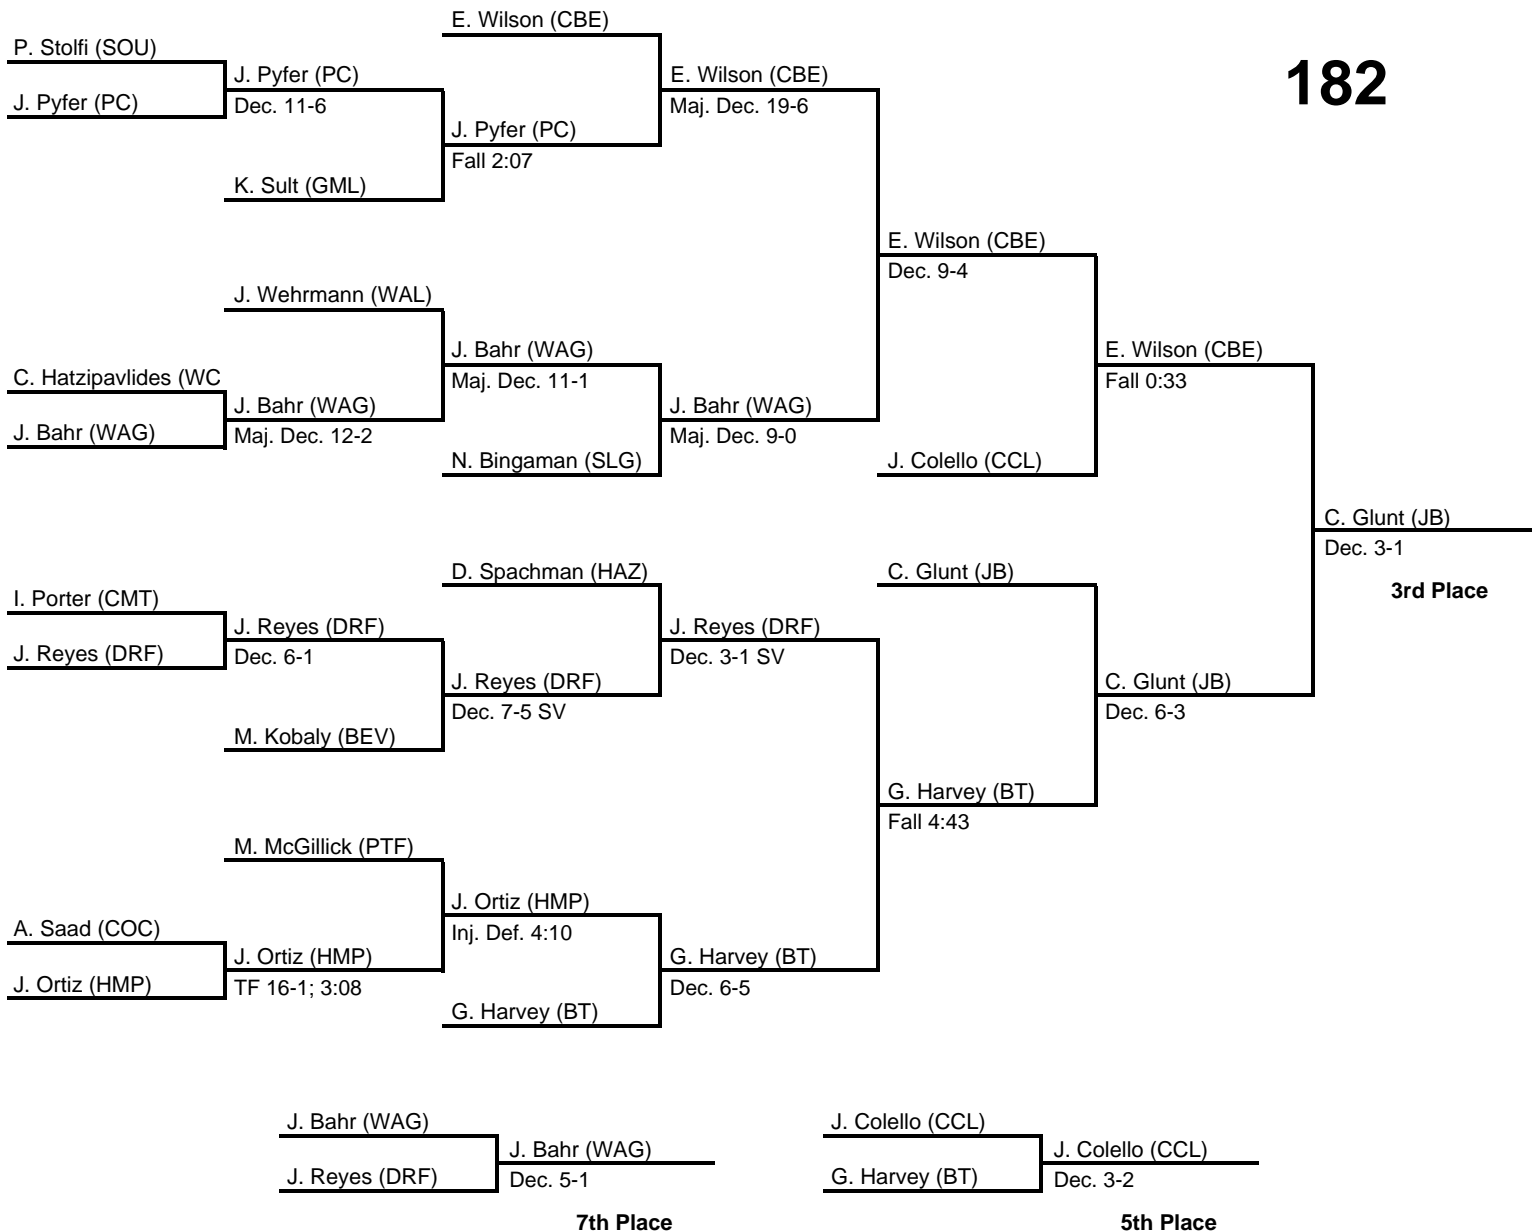 E. Wilson (CBE)
P. Stolfi (SOU)
J. Pyfer (PC)
E. Wilson (CBE)
182
J. Pyfer (PC)
Dec. 11-6
Maj. Dec. 19-6
J. Pyfer (PC)
Fall 2:07
K. Sult (GML)
E. Wilson (CBE)
Dec. 9-4
J. Wehrmann (WAL)
J. Bahr (WAG)
E. Wilson (CBE)
C. Hatzipavlides (WC
Maj. Dec. 11-1
Fall 0:33
J. Bahr (WAG)
J. Bahr (WAG)
J. Bahr (WAG)
Maj. Dec. 12-2
Maj. Dec. 9-0
N. Bingaman (SLG)
J. Colello (CCL)
C. Glunt (JB)
Dec. 3-1
3rd Place
D. Spachman (HAZ)
C. Glunt (JB)
I. Porter (CMT)
J. Reyes (DRF)
J. Reyes (DRF)
J. Reyes (DRF)
Dec. 6-1
Dec. 3-1 SV
J. Reyes (DRF)
C. Glunt (JB)
Dec. 7-5 SV
Dec. 6-3
M. Kobaly (BEV)
G. Harvey (BT)
Fall 4:43
M. McGillick (PTF)
J. Ortiz (HMP)
A. Saad (COC)
Inj. Def. 4:10
J. Ortiz (HMP)
G. Harvey (BT)
J. Ortiz (HMP)
TF 16-1; 3:08
Dec. 6-5
G. Harvey (BT)
J. Bahr (WAG)
J. Bahr (WAG)
J. Reyes (DRF)
Dec. 5-1
7th Place
J. Colello (CCL)
J. Colello (CCL)
G. Harvey (BT)
Dec. 3-2
5th Place